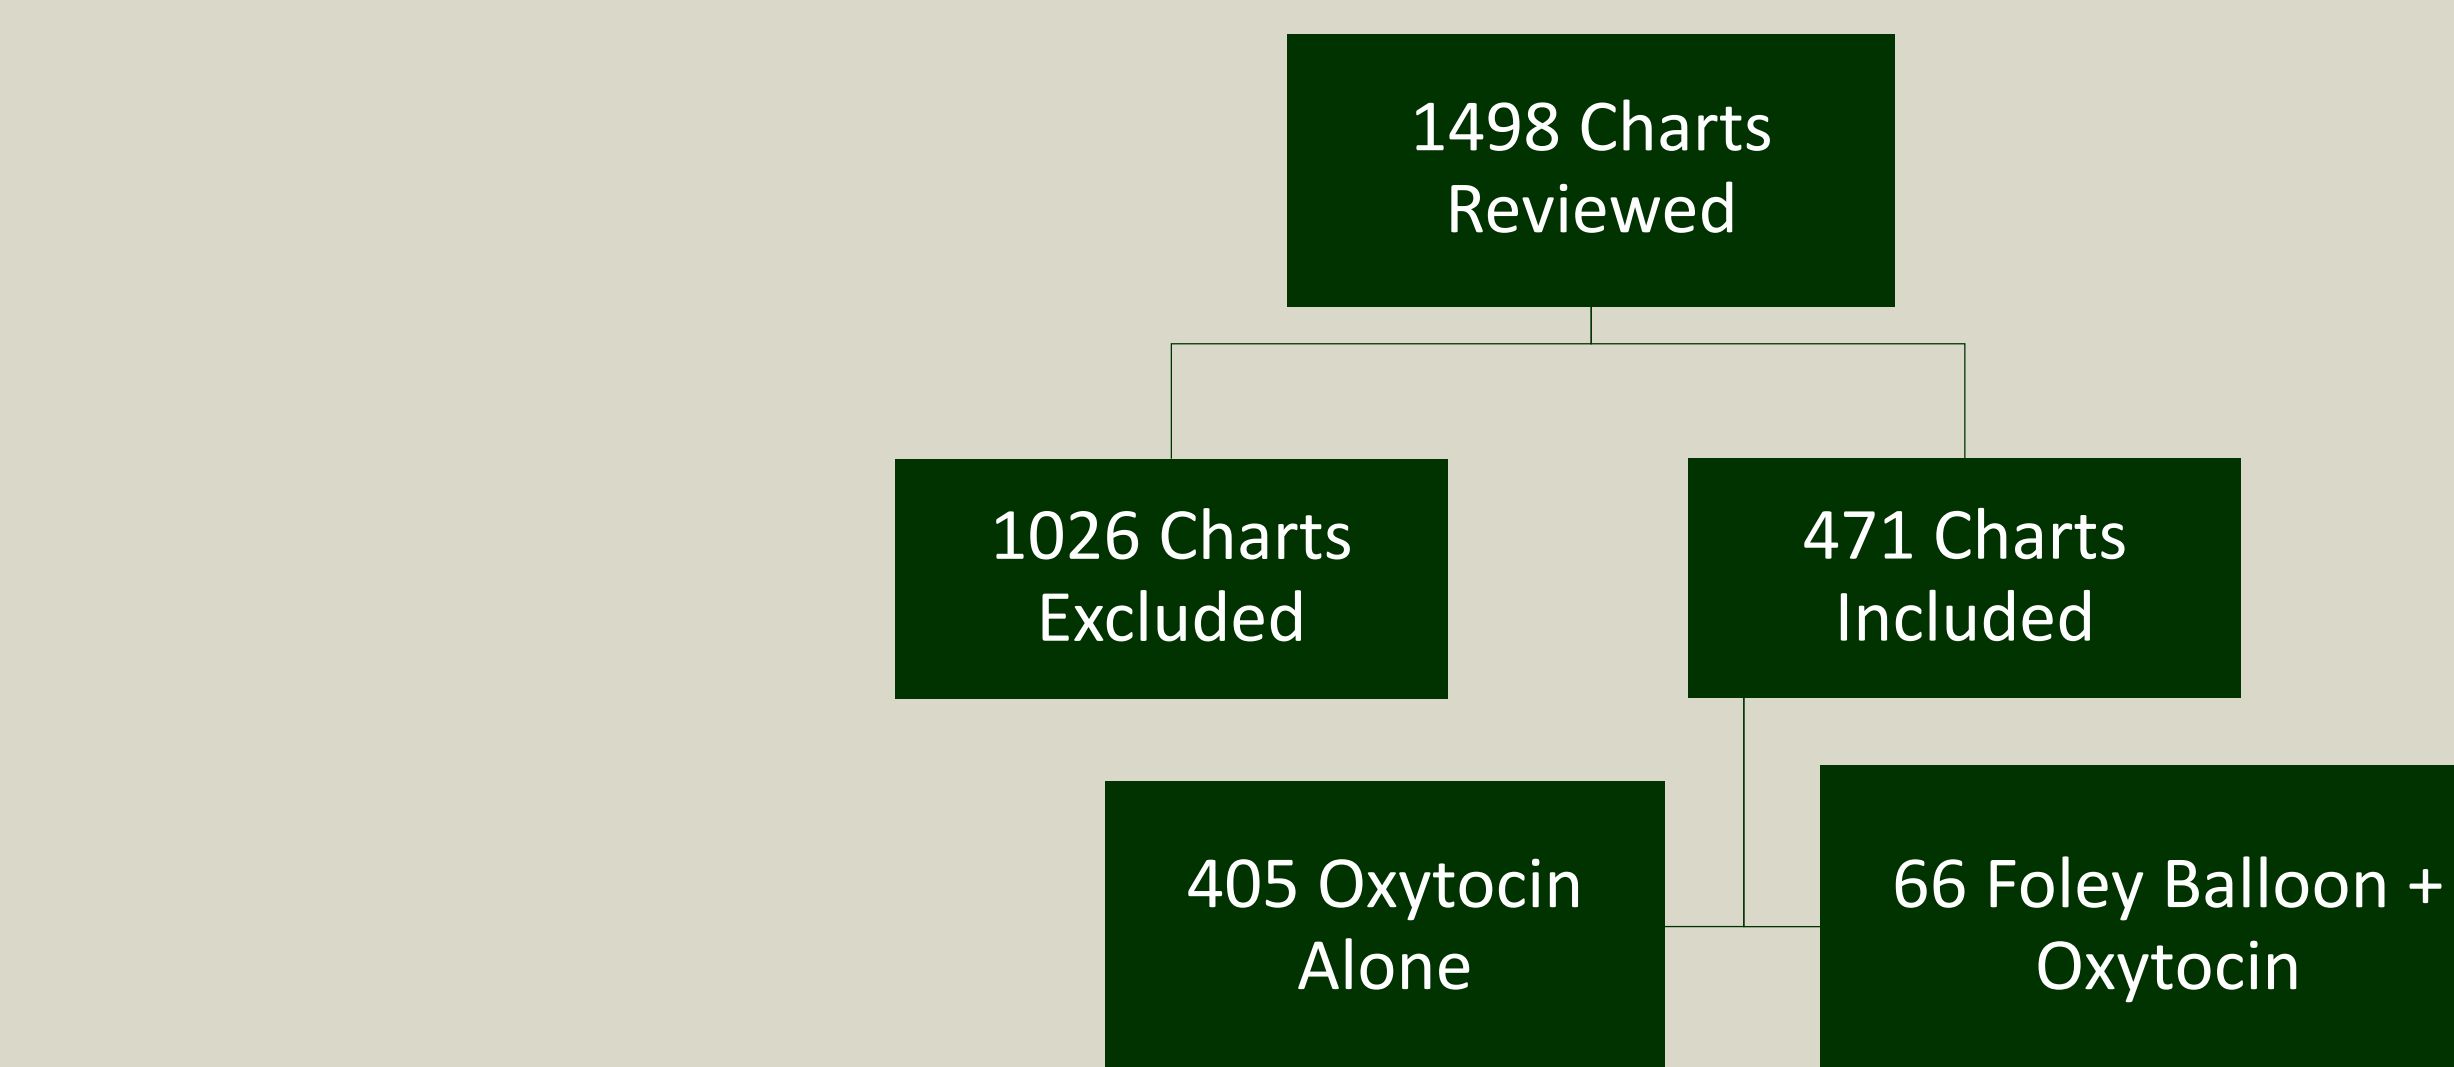 1498 Charts
Reviewed
1026 Charts
Excluded
471 Charts
Included
405 Oxytocin
Alone
66 Foley Balloon +
Oxytocin